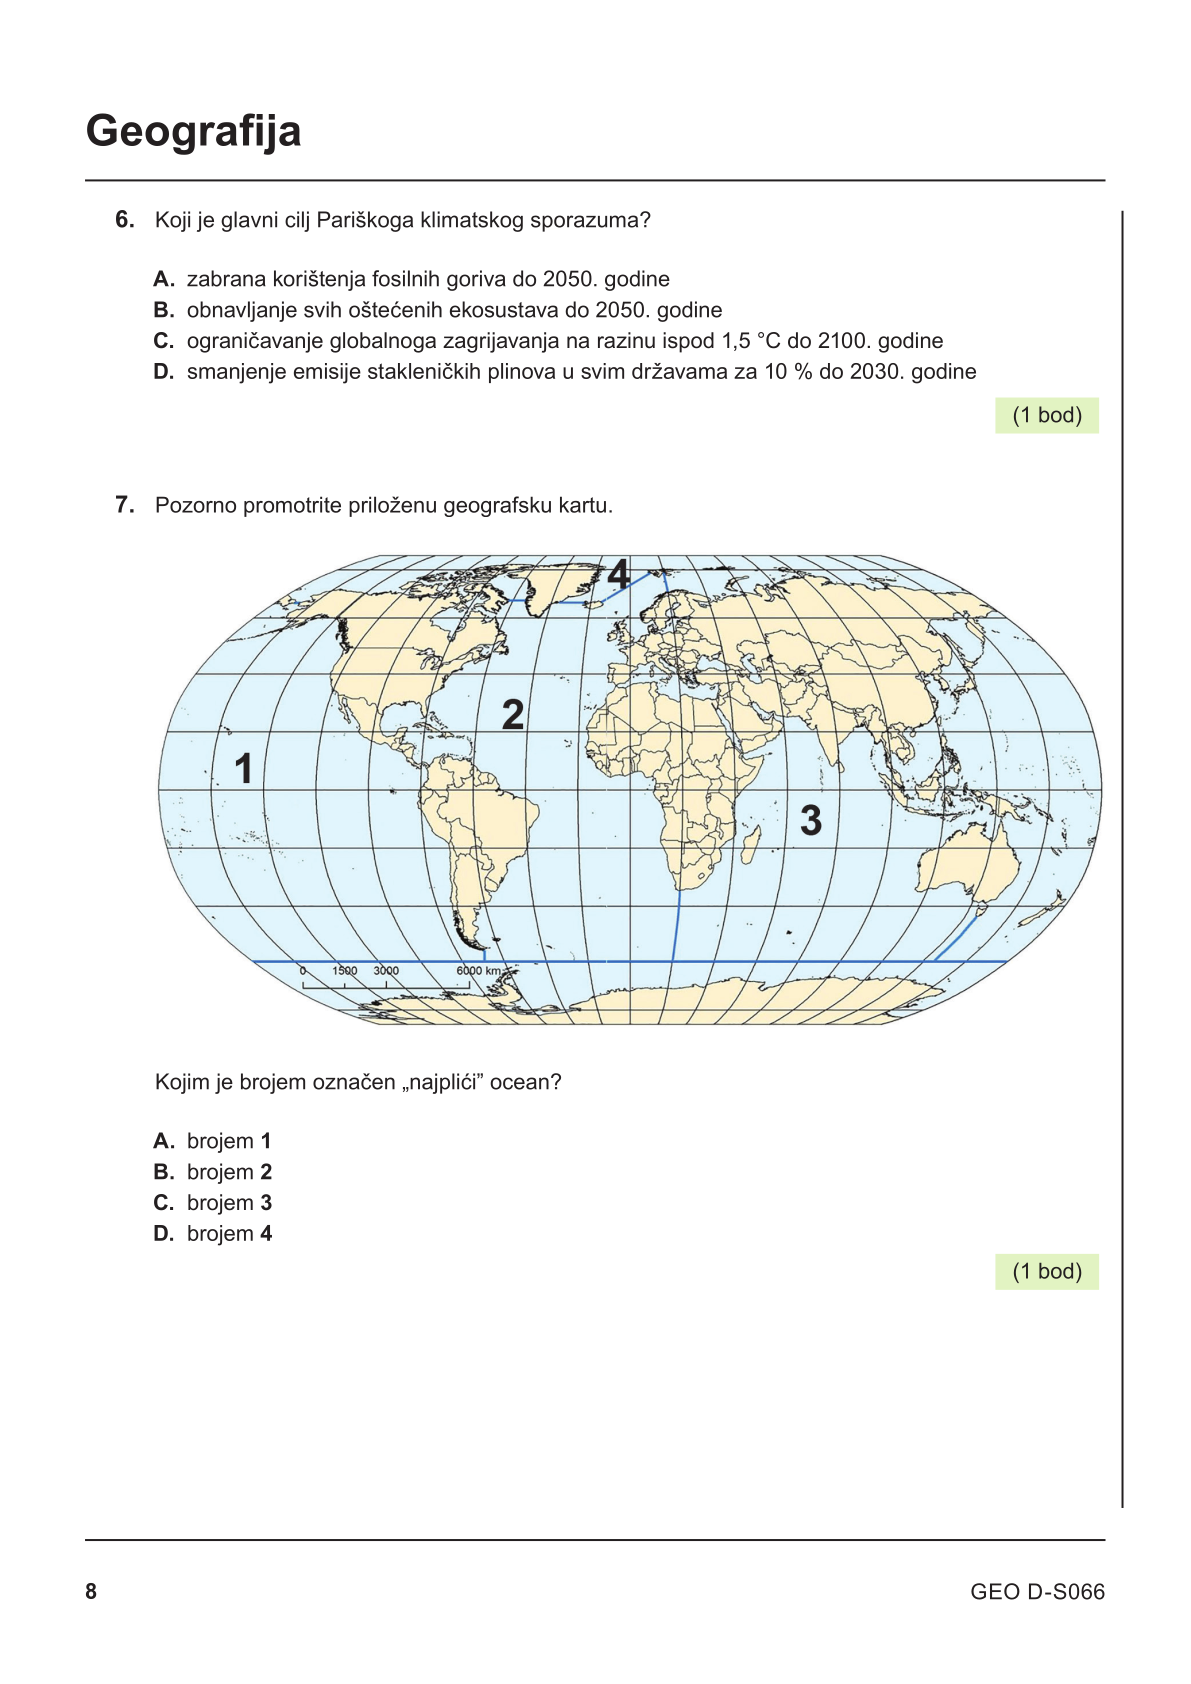 Geografija
6. Koji je glavni cilj Pariškoga klimatskog sporazuma?
A. zabrana korištenja fosilnih goriva do 2050. godine
B. obnavljanje svih oštećenih ekosustava do 2050. godine
C. ograničavanje globalnoga zagrijavanja na razinu ispod 1,5 °C do 2100. godine
D. smanjenje emisije stakleničkih plinova u svim državama za 10 % do 2030. godine
(1 bod)
7. Pozorno promotrite priloženu geografsku kartu.
4
2
1
3
0 1500 3000 6000 km
Kojim je brojem označen „najplići” ocean?
A. brojem 1
B. brojem 2
C. brojem 3
D. brojem 4
(1 bod)
8
GEO D-S066